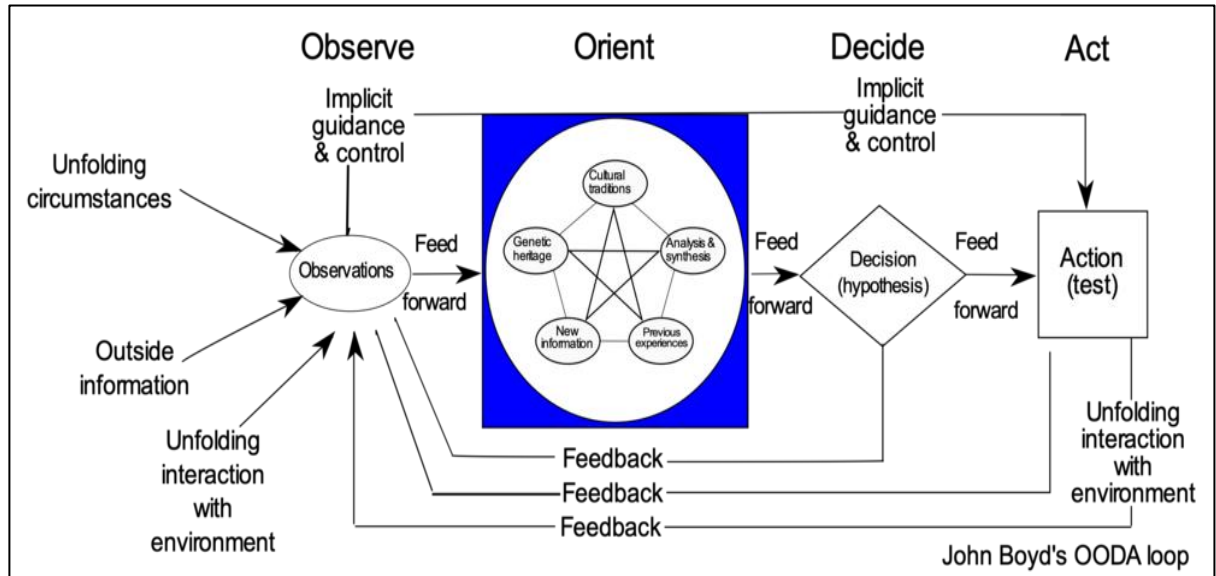 Observe
Orient
Decide
Act
Implicit
guidance
& control
Implicit
guidance
& control
Unfolding
circumstances
Cultural
traditions
Genetic
heritage
Analysis &
synthesis
New
information
Previous
experiences
Observations
Feed
forward
Feed
forward
Decision
(hypothesis)
Feed
forward
Action
(test)
Outside
information
Unfolding
interaction
with
environment
Unfolding
interaction
with
environment
Feedback
Feedback
Feedback
John Boyd's OODA loop